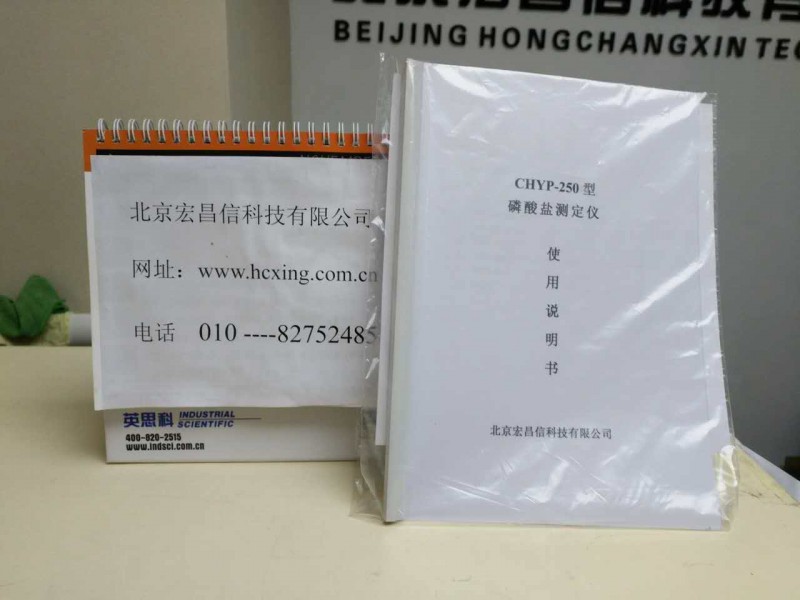 BEIJING HONGCHANGXIN TEC
北京宏昌信科技有限公司
网址：www.hcxing.com.cn
电话 010 ----82752485
英思科 INDUSTRIAL SCIENTIFIC
400-820-2515
www.indsci.com.cn
CHYP-250 型
磷酸盐测定仪
使
用
说
明
书
北京宏昌信科技有限公司